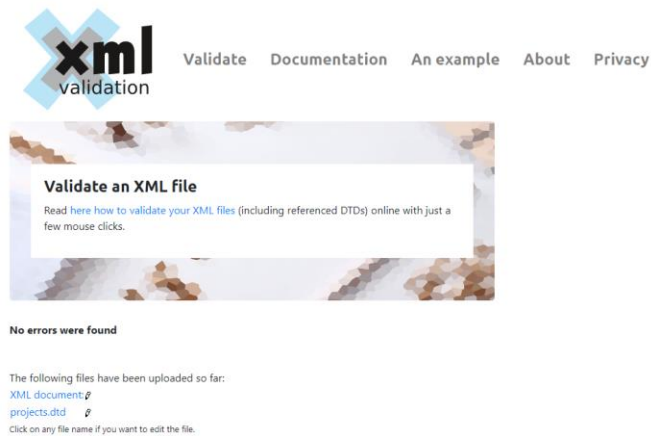 xml
validation
Validate Documentation An example About Privacy
Validate an XML file
Read here how to validate your XML files (including referenced DTDs) online with just a
few mouse clicks.
No errors were found
The following files have been uploaded so far:
XML document:
projects.dtd
Click on any file name if you want to edit the file.